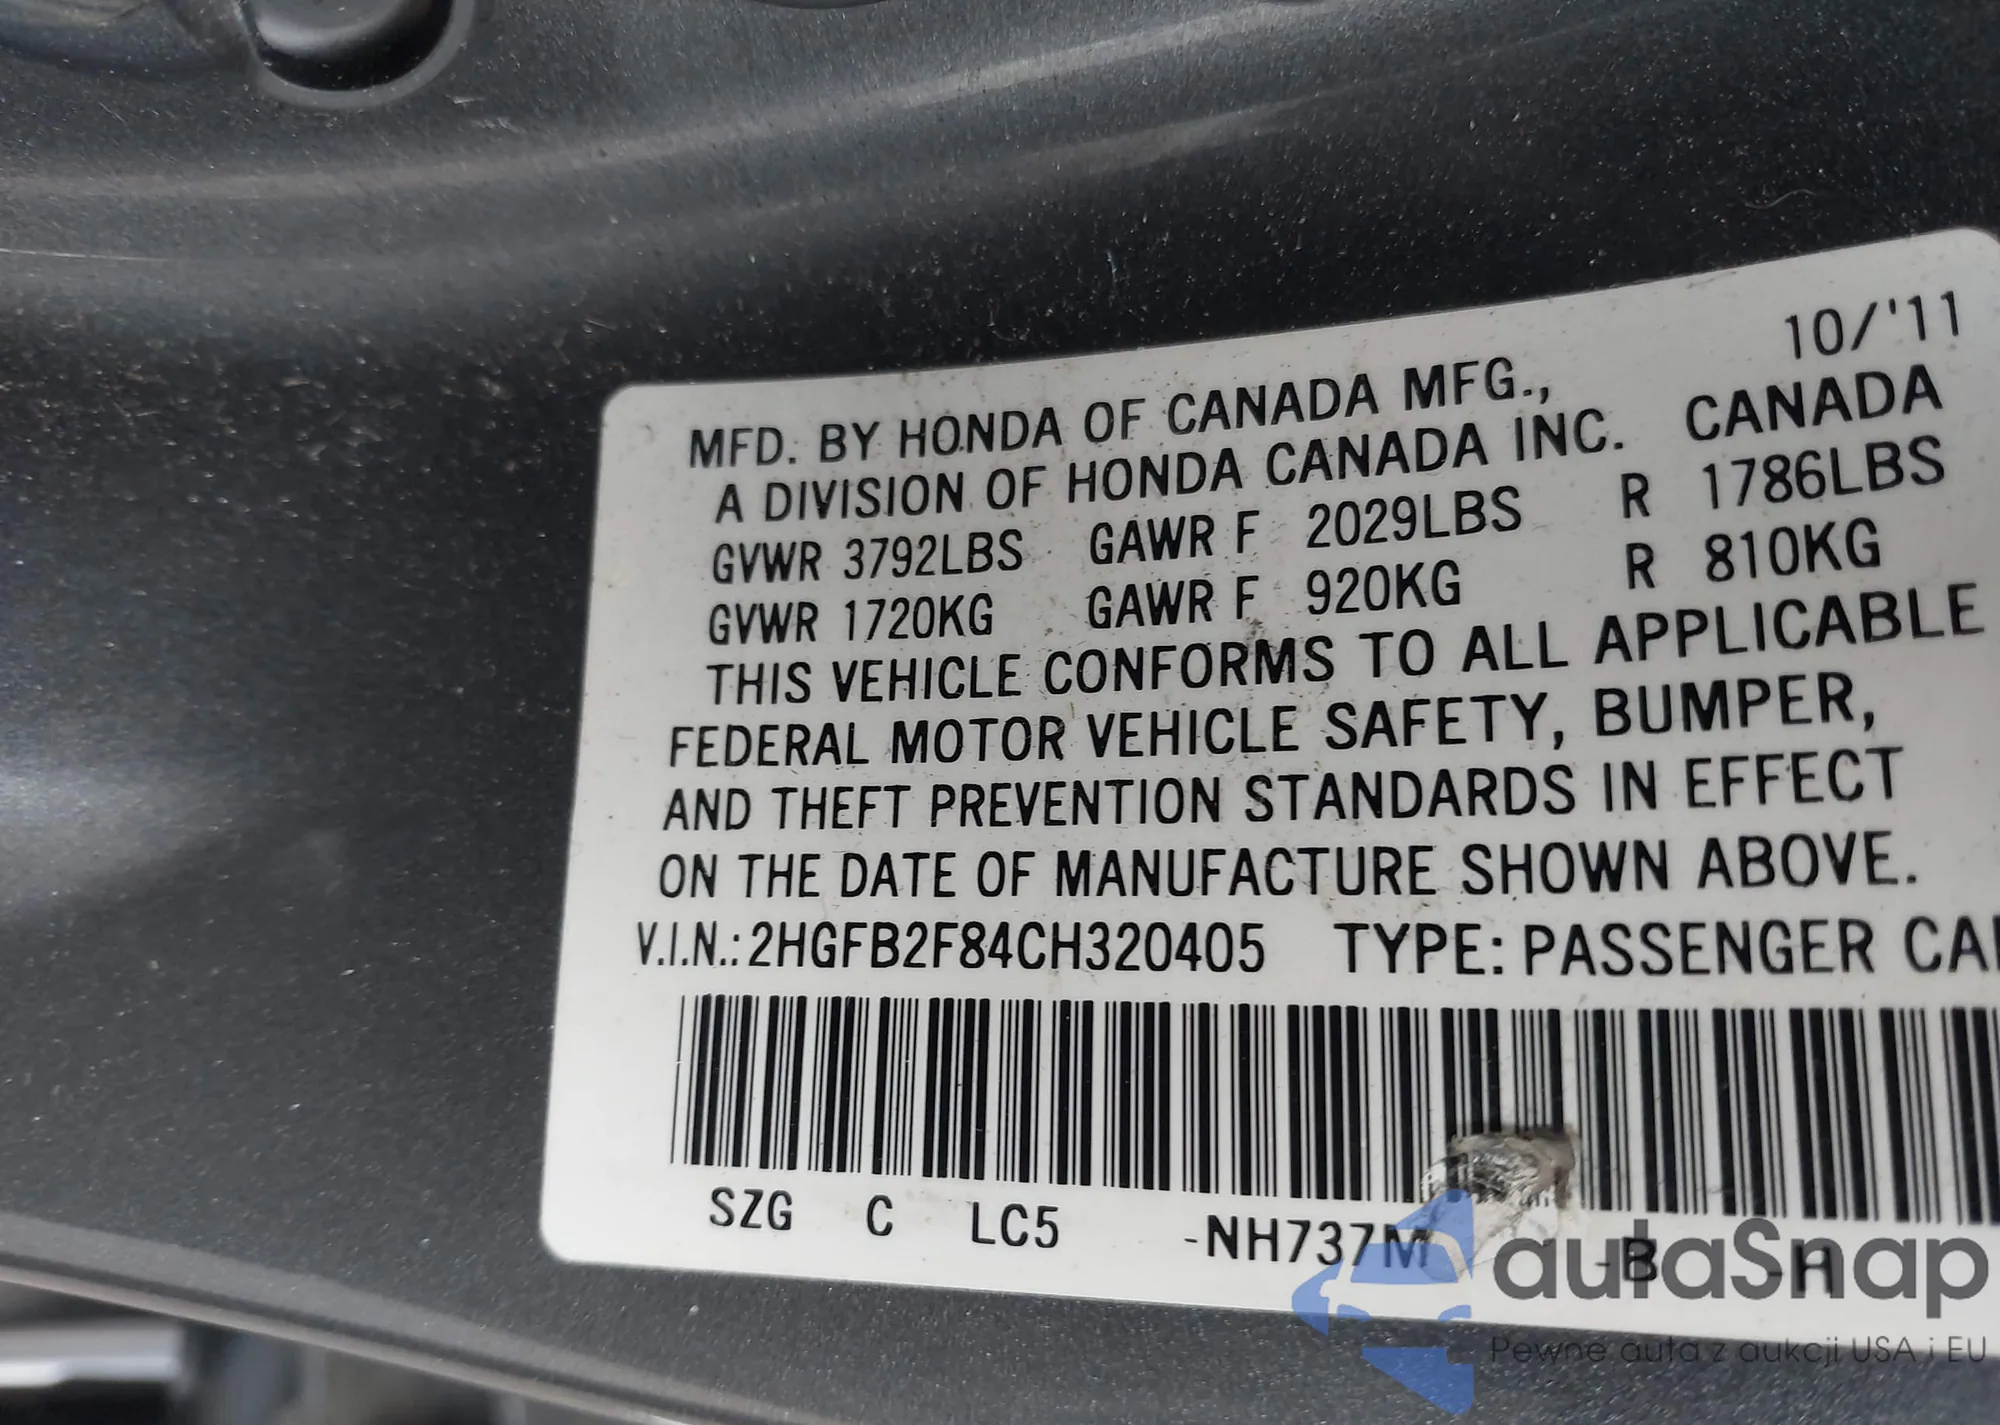 10/'11
MFD. BY HONDA OF CANADA MFG.,
A DIVISION OF HONDA CANADA INC. CANADA
GVWR 3792LBS GAWR F 2029LBS R 1786LBS
GVWR 1720KG GAWR F 920KG R 810KG
THIS VEHICLE CONFORMS TO ALL APPLICABLE
FEDERAL MOTOR VEHICLE SAFETY, BUMPER,
AND THEFT PREVENTION STANDARDS IN EFFECT
ON THE DATE OF MANUFACTURE SHOWN ABOVE.
V.I.N.: 2HGFB2F84CH320405 TYPE: PASSENGER CA
SZG C LC5 -NH737M -B -H
autaSnap
Pewne auta z aukcji USA i EU